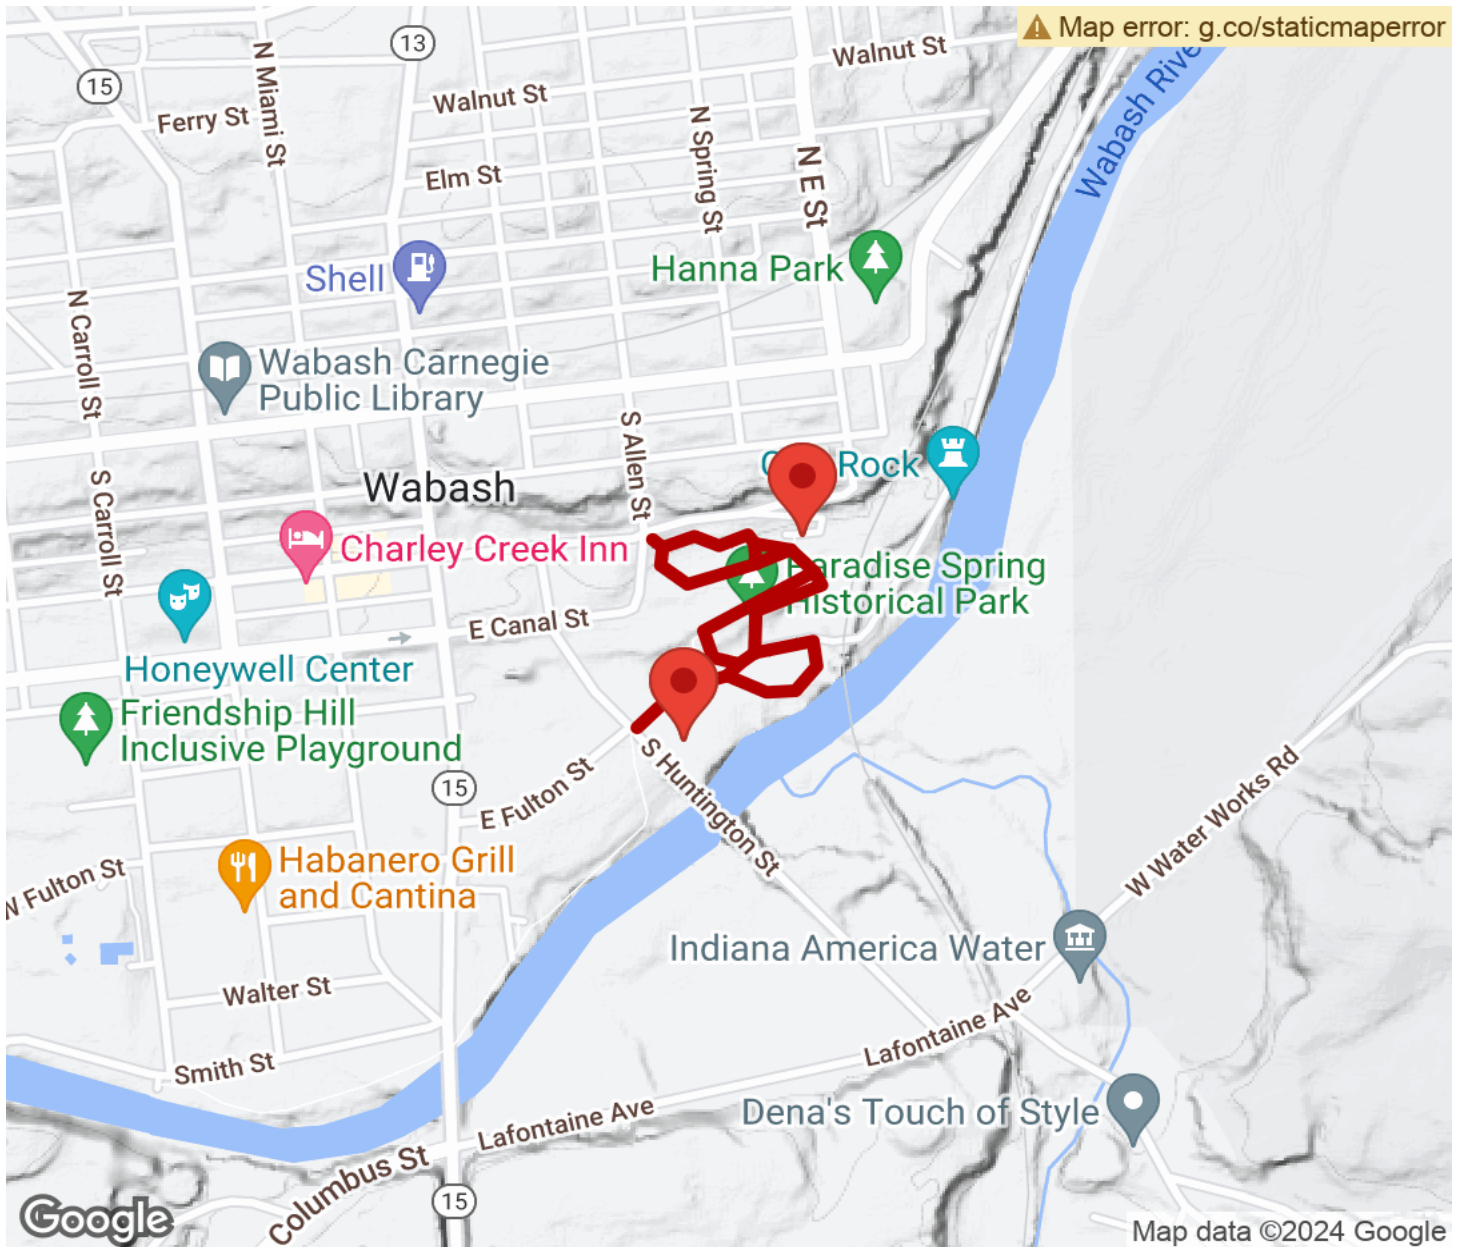 Map error: g.co/staticmaperror
13
Walnut St
15
N Miami St
Walnut St
Wabash River
Ferry St
N Spring St
N E St
Elm St
Hanna Park
Shell
N Carroll St
Wabash Carnegie
Public Library
S Allen St
Rock
Wabash
S Carroll St
Charley Creek Inn
Paradise Spring
Historical Park
E Canal St
Honeywell Center
Friendship Hill
Inclusive Playground
S Huntington St
15
E Fulton St
W Water Works Rd
Habanero Grill
and Cantina
W Fulton St
Indiana America Water
Walter St
Lafontaine Ave
Smith St
Dena's Touch of Style
Lafontaine Ave
Columbus St
15
Google
Map data ©2024 Google